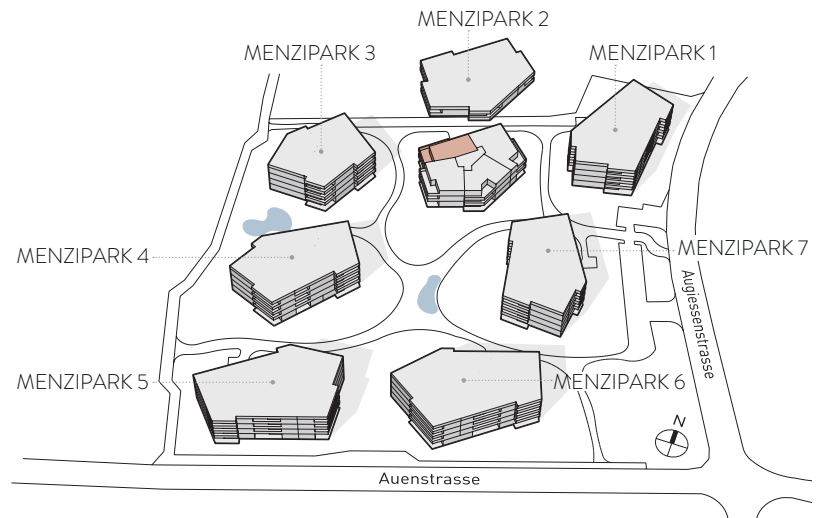 MENZIPARK 2
MENZIPARK 3
MENZIPARK 1
MENZIPARK 4
MENZIPARK 7
Augiessenstrasse
MENZIPARK 5
MENZIPARK 6
N
Auenstrasse